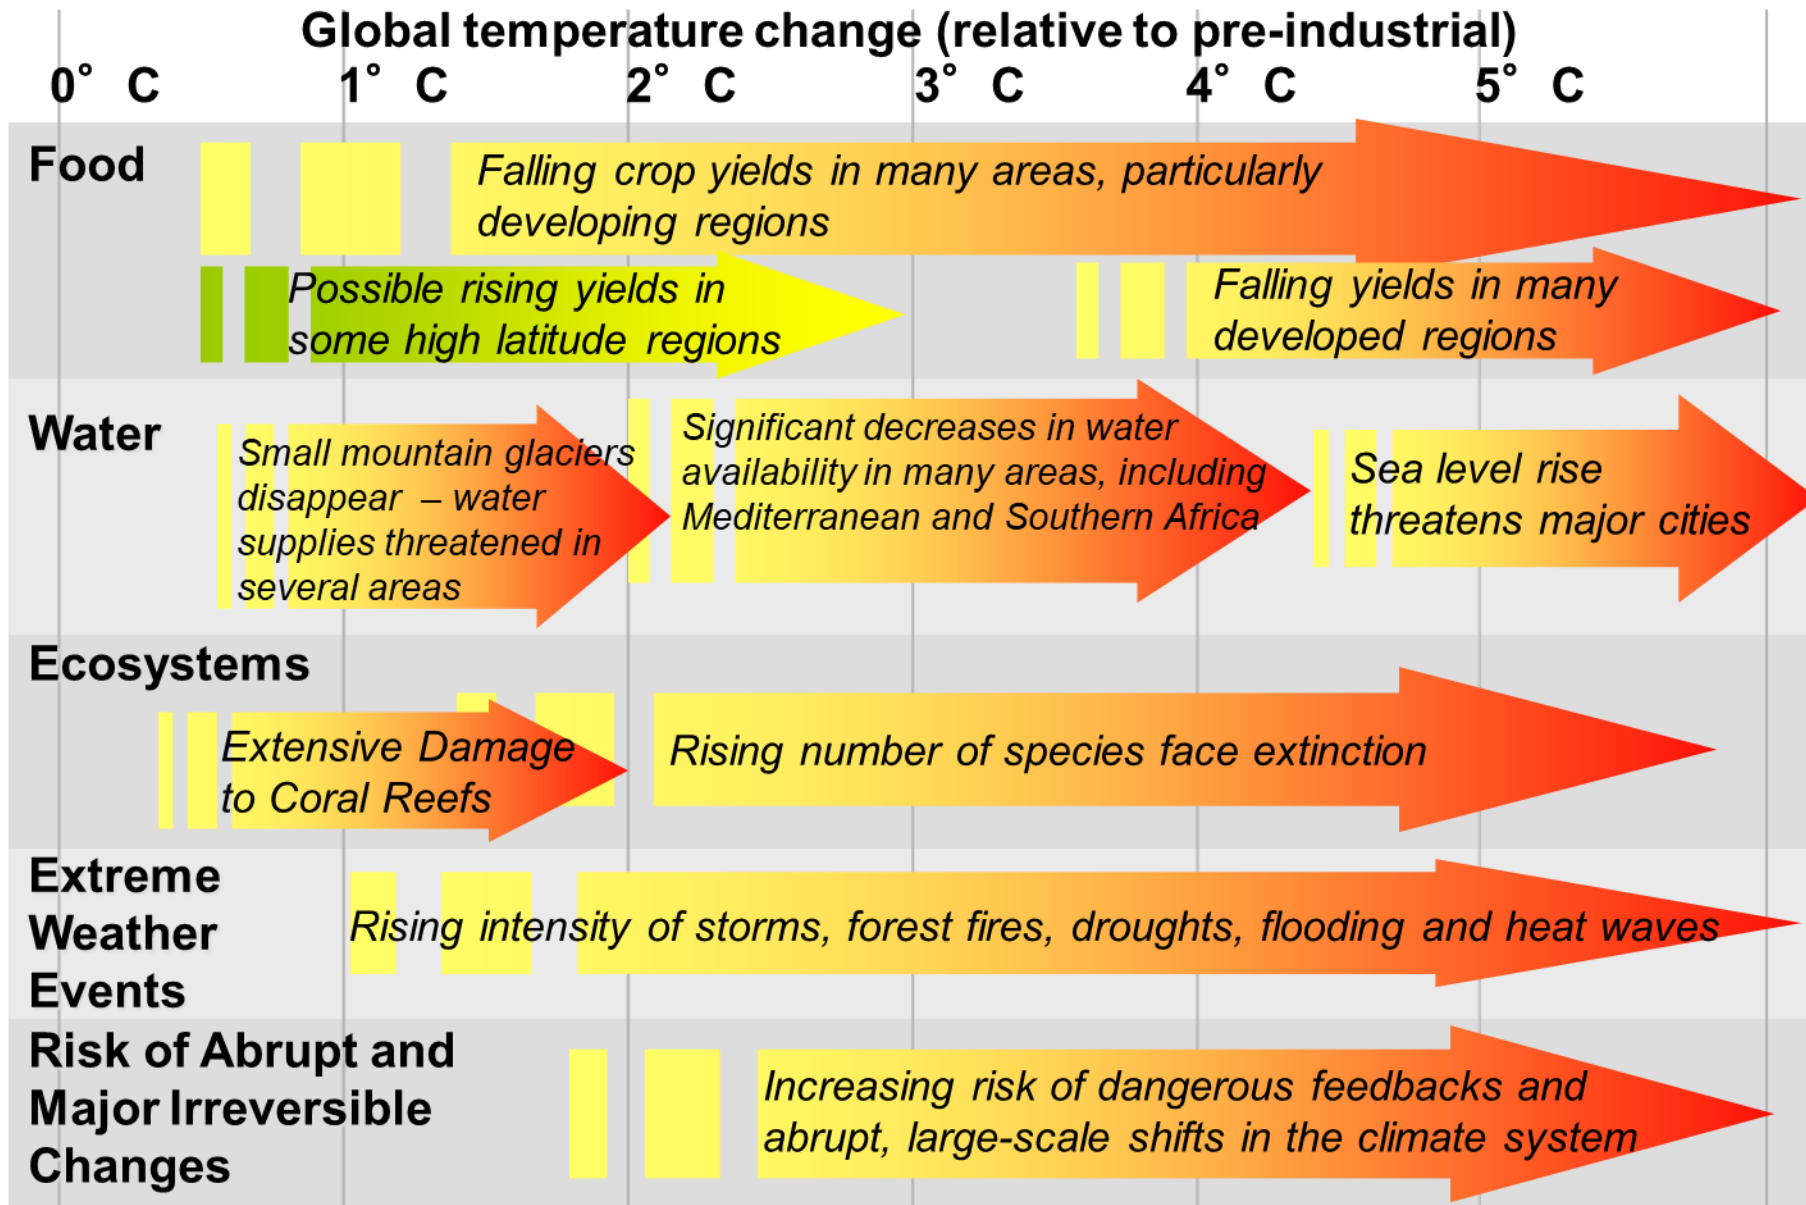 Global temperature change (relative to pre-industrial)
0° C 1° C 2° C 3° C 4° C 5° C
Food
Falling crop yields in many areas, particularly
developing regions
Possible rising yields in
some high latitude regions
Falling yields in many
developed regions
Water
Small mountain glaciers
disappear – water
supplies threatened in
several areas
Significant decreases in water
availability in many areas, including
Mediterranean and Southern Africa
Sea level rise
threatens major cities
Ecosystems
Extensive Damage
to Coral Reefs
Rising number of species face extinction
Extreme
Weather
Events
Rising intensity of storms, forest fires, droughts, flooding and heat waves
Risk of Abrupt and
Major Irreversible
Changes
Increasing risk of dangerous feedbacks and
abrupt, large-scale shifts in the climate system